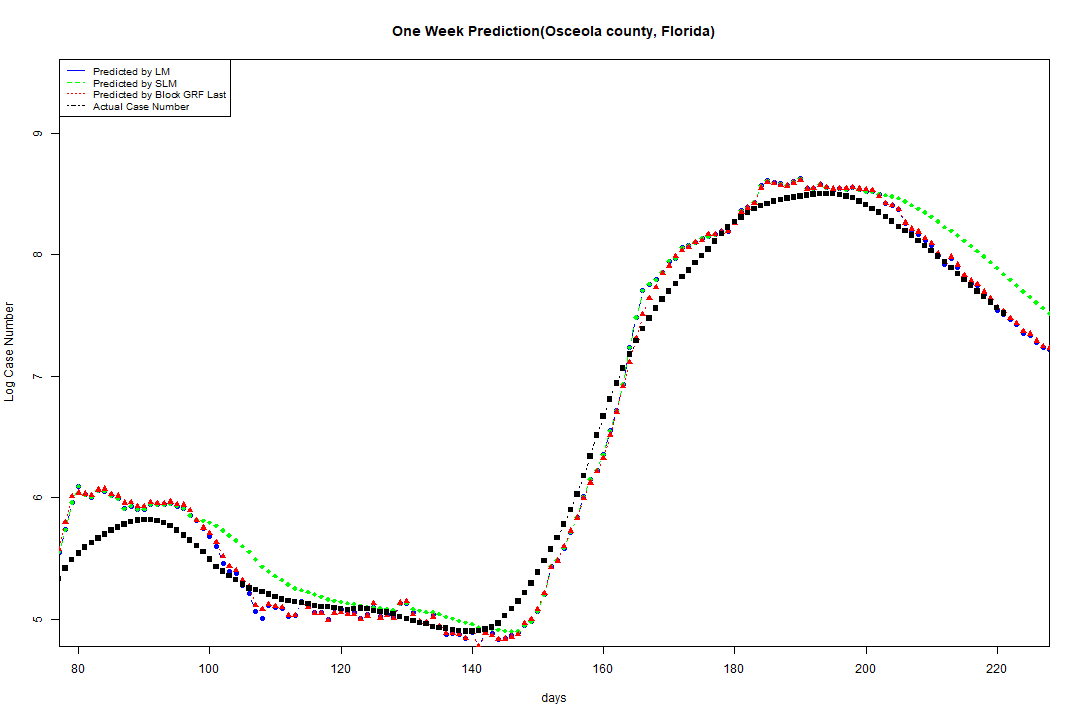 One Week Prediction(Osceola county, Florida)
Predicted by LM
Predicted by SLM
Predicted by Block GRF Last
Actual Case Number
9
8
7
6
5
Log Case Number
80 100 120 140 160 180 200 220
days